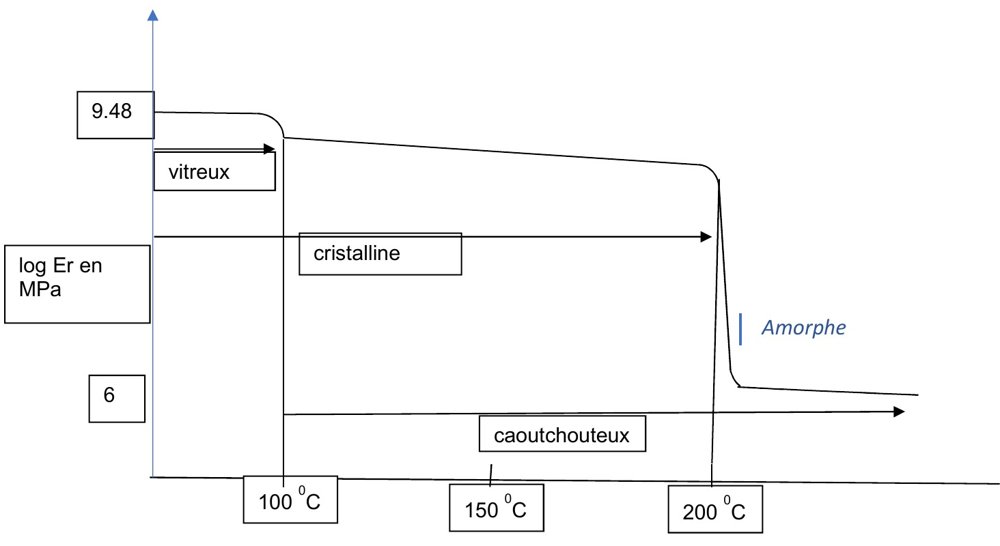 9.48
vitreux
cristalline
log Er en
MPa
Amorphe
6
caoutchouteux
100 ⁰C
150 ⁰C
200 ⁰C